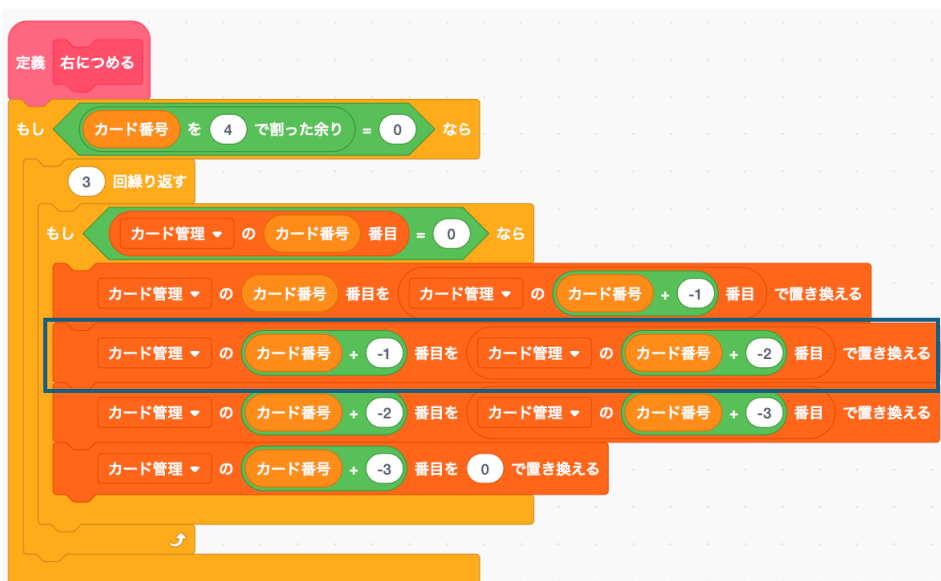 定義 右につめる
もし カード番号 を 4 で割った余り = 0 なら
3 回繰り返す
もし カード管理 の カード番号 番目 = 0 なら
カード管理 の カード番号 番目を カード管理 の カード番号 + -1 番目 で置き換える
カード管理 の カード番号 + -1 番目を カード管理 の カード番号 + -2 番目 で置き換える
カード管理 の カード番号 + -2 番目を カード管理 の カード番号 + -3 番目 で置き換える
カード管理 の カード番号 + -3 番目を 0 で置き換える